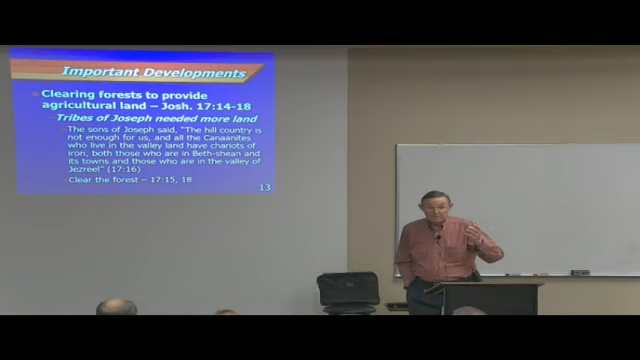 Important Developments
Clearing forests to provide
agricultural land – Josh. 17:14-18
– Tribes of Joseph needed more land
The sons of Joseph said, "The hill country is
not enough for us, and all the Canaanites
who live in the valley land have chariots of
iron, both those who are in Beth-shean and
its towns and those who are in the valley of
Jezreel" (17:16)
Clear the forest – 17:15, 18
13